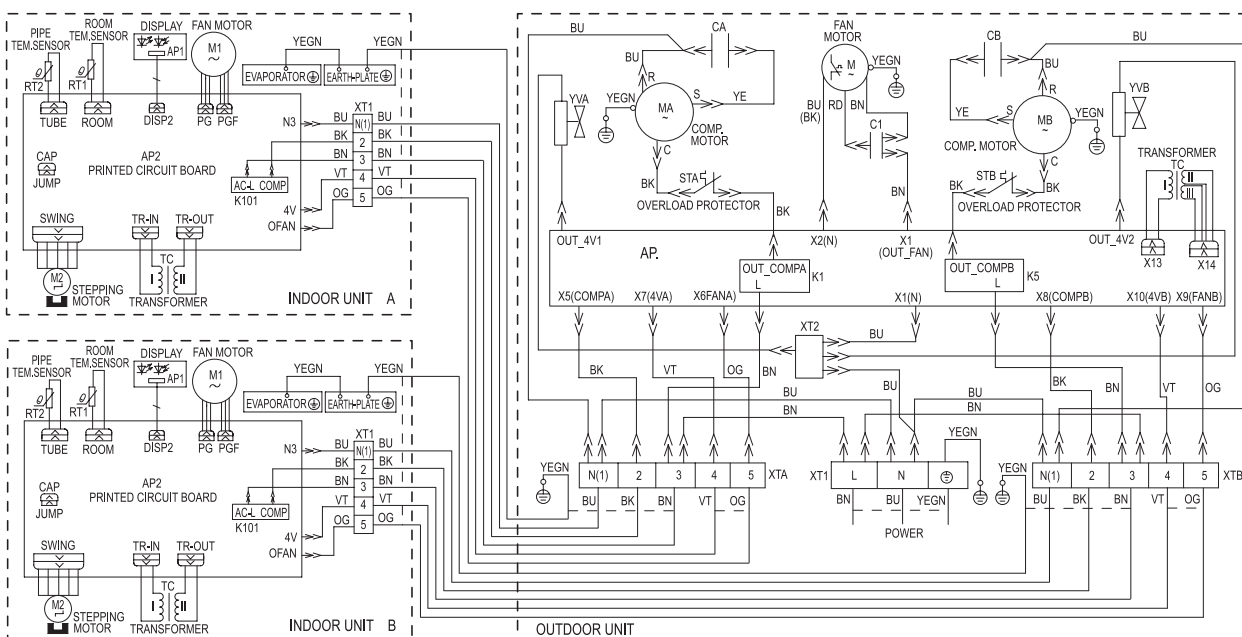 PIPE
TEM.SENSOR
ROOM
TEM.SENSOR
DISPLAY
FAN MOTOR
AP1
M1
~
RT2
RT1
YEGN
YEGN
EVAPORATOR
EARTH-PLATE
TUBE
ROOM
DISP2
PG
PGF
N3
BU
XT1
N(1)
BU
BK
2
BK
BN
3
BN
VT
4
VT
OG
5
OG
CAP
JUMP
AP2
PRINTED CIRCUIT BOARD
AC-L COMP
K101
4V
OFAN
SWING
TR-IN
TR-OUT
M2
STEPPING
MOTOR
TC
I
II
TRANSFORMER
INDOOR UNIT A
PIPE
TEM.SENSOR
ROOM
TEM.SENSOR
DISPLAY
FAN MOTOR
AP1
M1
~
RT2
RT1
YEGN
YEGN
EVAPORATOR
EARTH-PLATE
TUBE
ROOM
DISP2
PG
PGF
N3
BU
XT1
N(1)
BU
BK
2
BK
BN
3
BN
VT
4
VT
OG
5
OG
CAP
JUMP
AP2
PRINTED CIRCUIT BOARD
AC-L COMP
K101
4V
OFAN
SWING
TR-IN
TR-OUT
M2
STEPPING
MOTOR
TC
I
II
TRANSFORMER
INDOOR UNIT B
BU
CA
FAN
MOTOR
CB
BU
BU
R
M
~
YEGN
BU
R
YVA
YEGN
MA
~
S
YE
BU
(BK)
RD
BN
YE
S
MB
~
YEGN
YVB
COMP.
MOTOR
C1
COMP. MOTOR
C
C
TRANSFORMER
TC
I
II
III
BK
STA
BK
STB
BK
OVERLOAD PROTECTOR
OVERLOAD PROTECTOR
BK
BN
OUT_4V1
X2(N)
X1
(OUT_FAN)
OUT_4V2
X13
X14
AP.
OUT_COMPA
L
K1
OUT_COMPB
L
K5
X5(COMPA)
X7(4VA)
X6FANA)
X1(N)
X8(COMPB)
X10(4VB)
X9(FANB)
XT2
BU
BK
VT
OG
BN
BU
BK
BN
VT
OG
BU
BN
BU
BN
YEGN
YEGN
YEGN
N(1)
2
3
4
5
XTA
XT1
L
N
N(1)
2
3
4
5
XTB
BU
BK
BN
VT
OG
BN
BU
YEGN
BU
BK
BN
VT
OG
POWER
OUTDOOR UNIT